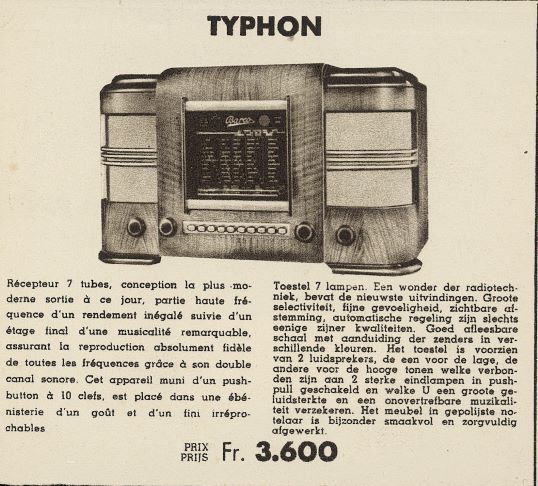 TYPHON
Barco
Récepteur 7 tubes, conception la plus mo-
derne sortie à ce jour, partie haute fré-
quence d'un rendement inégalé suivie d'un
étage final d'une musicalité remarquable,
assurant la reproduction absolument fidèle
de toutes les fréquences grâce à son double
canal sonore. Cet appareil muni d'un push-
button à 10 clefs, est placé dans une ébé-
nisterie d'un goût et d'un fini irrépro-
chables
Toestel 7 lampen. Een wonder der radiotech-
niek, bevat de nieuwste uitvindingen. Groote
selectiviteit, fijne gevoeligheid, zichtbare af-
stemming, automatisch regeling zijn slechts
eenige zijner kwaliteiten. Goed afleesbare
schaal met aanduiding der zenders in ver-
schillende kleuren. Het toestel is voorzien
van 2 luidsprekers, de een voor de lage, de
andere voor de hooge tonen welke verbon-
den zijn aan 2 sterke eindlampen in push-
pull geschakeld en welke U een groote ge-
luidsterkte en een onovertrefbare muzikali-
teit verzekeren. Het meubel in gepolijste no-
telaar is bijzonder smaakvol en zorgvuldig
afgewerkt.
PRIX
PRIJS Fr. 3.600